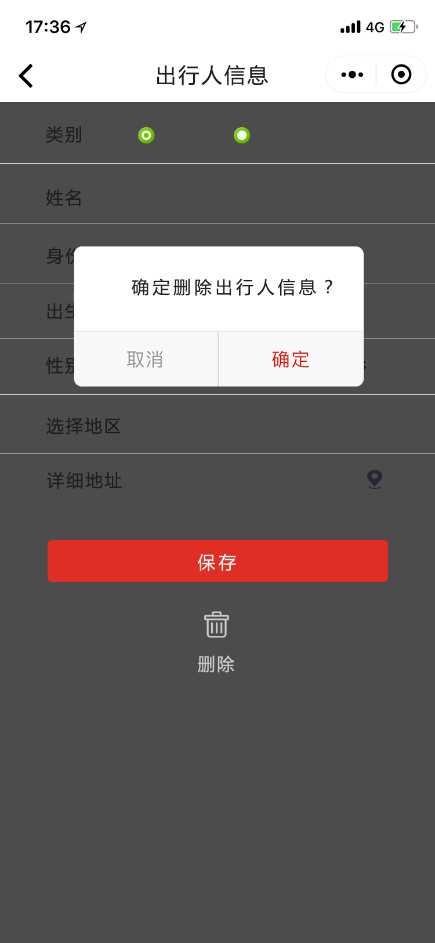 17:36
4G
出行人信息
类别
姓名
身份
出生
性别
确定删除出行人信息？
取消
确定
选择地区
详细地址
保存
删除